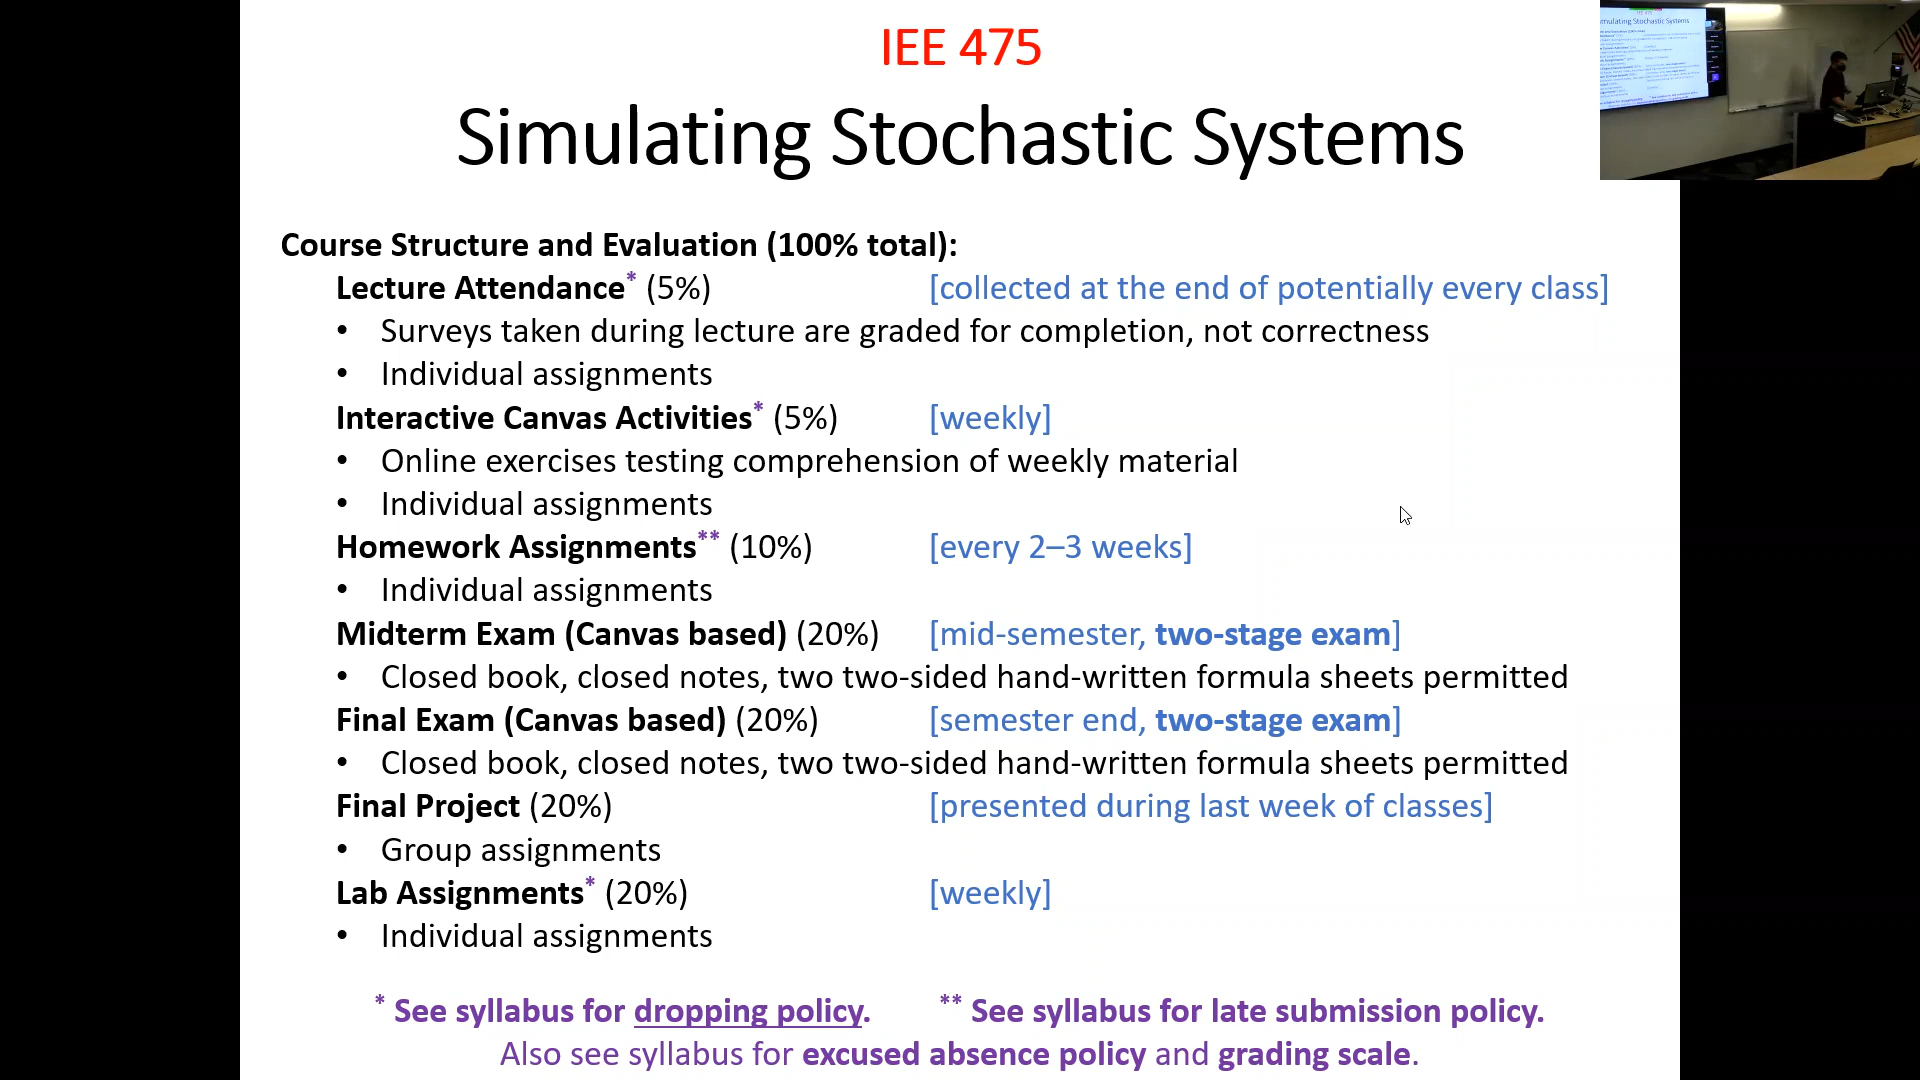 IEE 475
Simulating Stochastic Systems
Course Structure and Evaluation (100% total):
Lecture Attendance* (5%) [collected at the end of potentially every class]
• Surveys taken during lecture are graded for completion, not correctness
• Individual assignments
Interactive Canvas Activities* (5%) [weekly]
• Online exercises testing comprehension of weekly material
• Individual assignments
Homework Assignments** (10%) [every 2–3 weeks]
• Individual assignments
Midterm Exam (Canvas based) (20%) [mid-semester, two-stage exam]
• Closed book, closed notes, two two-sided hand-written formula sheets permitted
Final Exam (Canvas based) (20%) [semester end, two-stage exam]
• Closed book, closed notes, two two-sided hand-written formula sheets permitted
Final Project (20%) [presented during last week of classes]
• Group assignments
Lab Assignments* (20%) [weekly]
• Individual assignments
* See syllabus for dropping policy. ** See syllabus for late submission policy.
Also see syllabus for excused absence policy and grading scale.